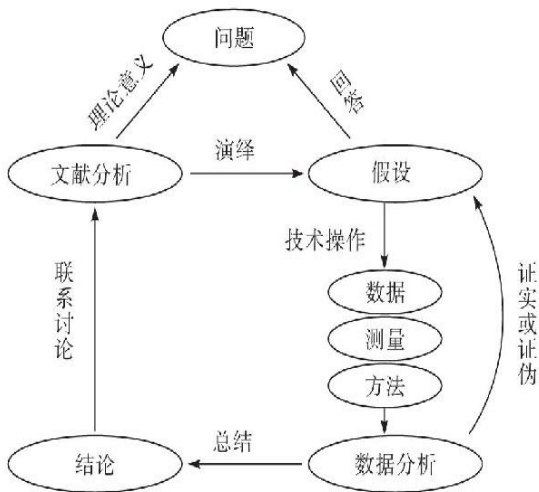 问题
理论意义
回答
文献分析
演绎
假设
技术操作
数据
测量
方法
联系讨论
证实或证伪
结论
总结
数据分析